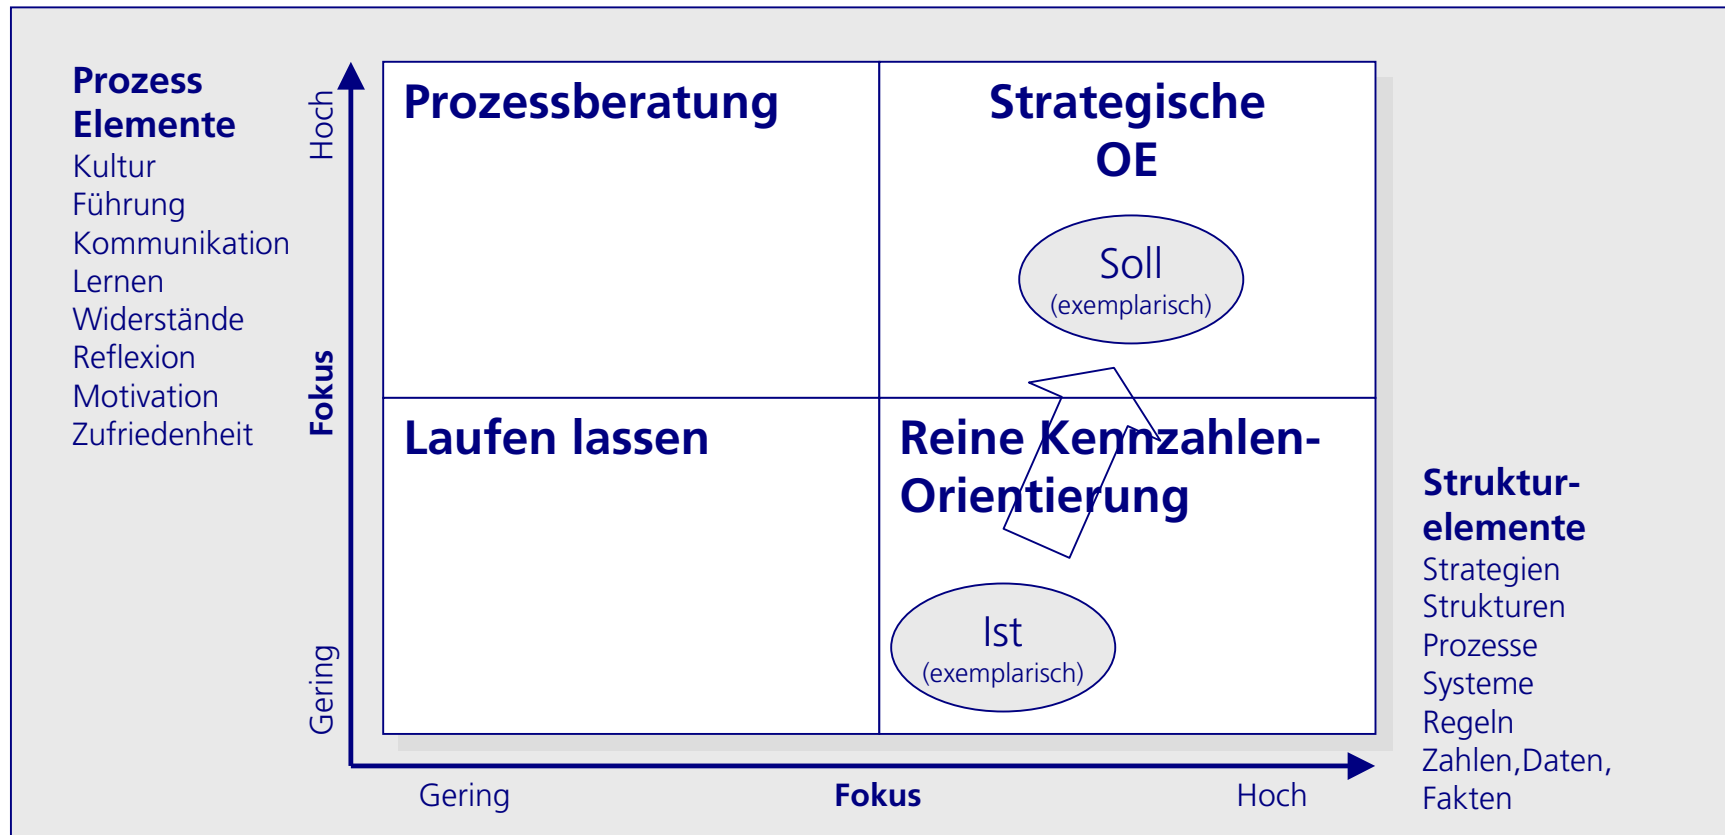 Prozess
Elemente
Kultur
Führung
Kommunikation
Lernen
Widerstände
Reflexion
Motivation
Zufriedenheit
Hoch
Fokus
Gering
Prozessberatung
Strategische
OE
Soll
(exemplarisch)
Laufen lassen
Reine Kennzahlen-
Orientierung
Ist
(exemplarisch)
Gering
Fokus
Hoch
Struktur-
elemente
Strategien
Strukturen
Prozesse
Systeme
Regeln
Zahlen,Daten,
Fakten